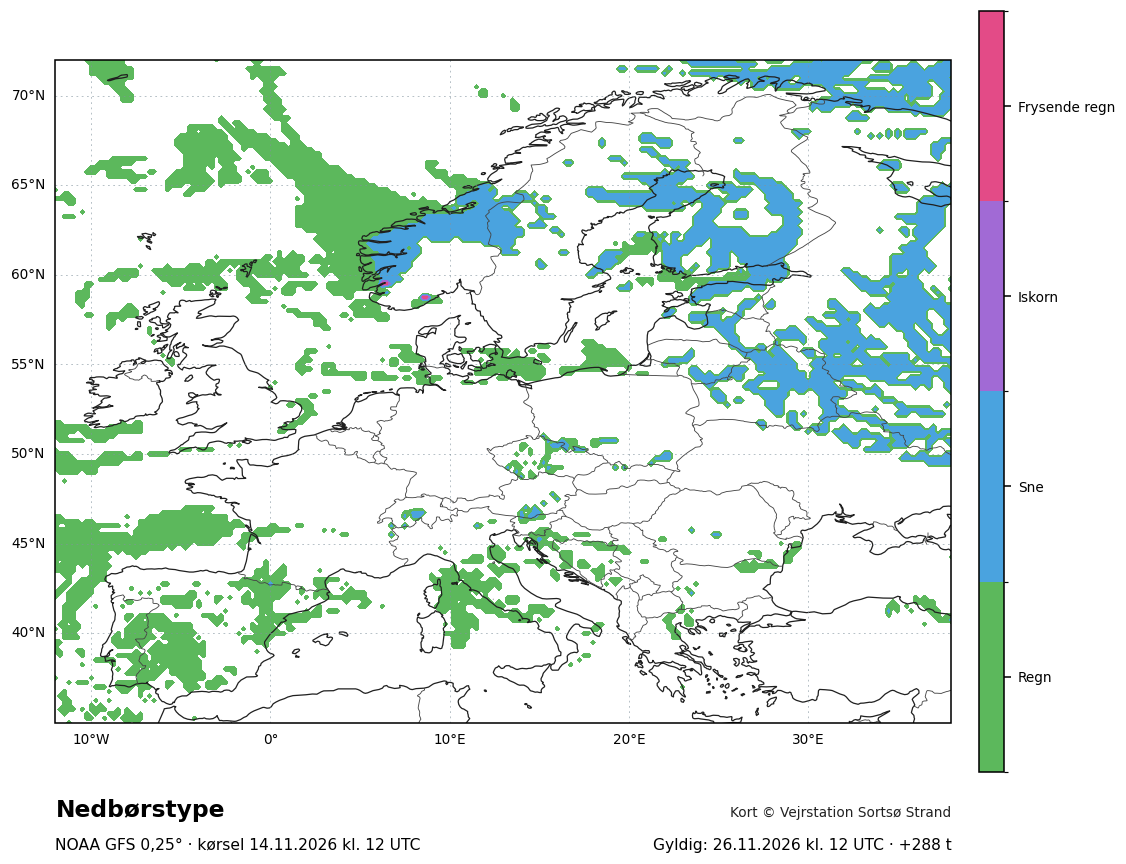 Frysende regn
Iskorn
Sne
Regn
70°N
65°N
60°N
55°N
50°N
45°N
40°N
10°W
0°
10°E
20°E
30°E
Nedbørstype
Kort © Vejrstation Sortsø Strand
NOAA GFS 0,25° · kørsel 14.11.2026 kl. 12 UTC
Gyldig: 26.11.2026 kl. 12 UTC · +288 t